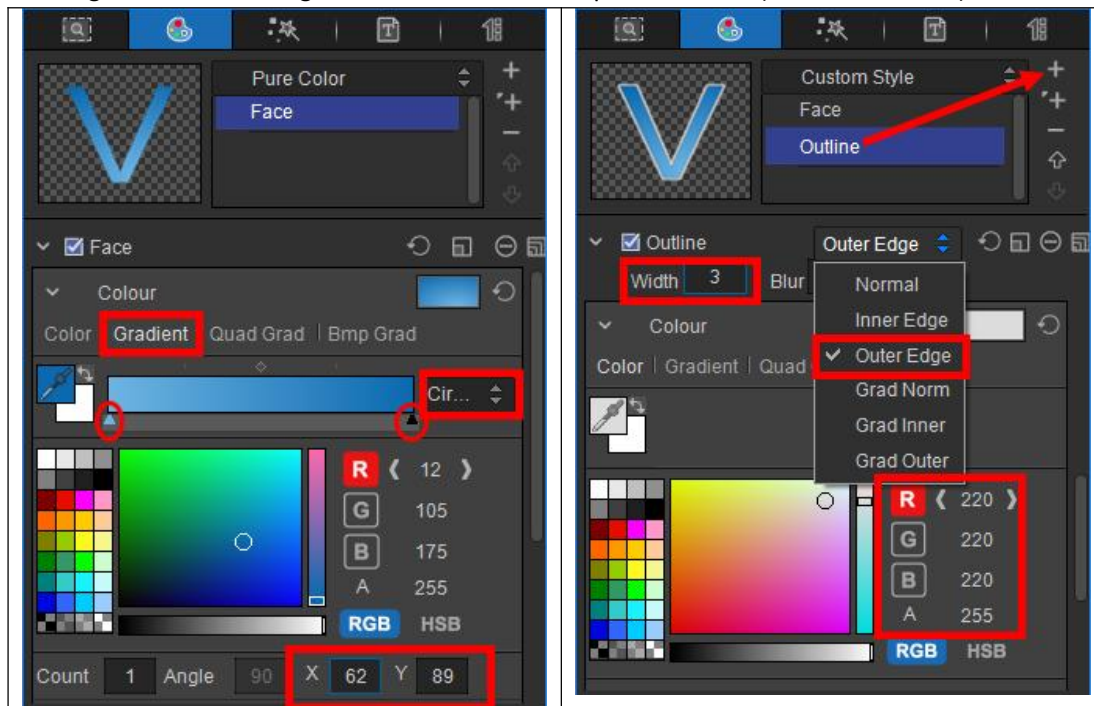 Pure Color
Face
Face
Colour
Color Gradient Quad Grad Bmp Grad
Cir...
R 12
G 105
B 175
A 255
RGB HSB
Count 1 Angle 90 X 62 Y 89
Custom Style
Face
Outline
Outline Outer Edge
Width 3 Blur
Normal
Inner Edge
Outer Edge
Grad Norm
Grad Inner
Grad Outer
Colour
Color Gradient Quad
R 220
G 220
B 220
A 255
RGB HSB